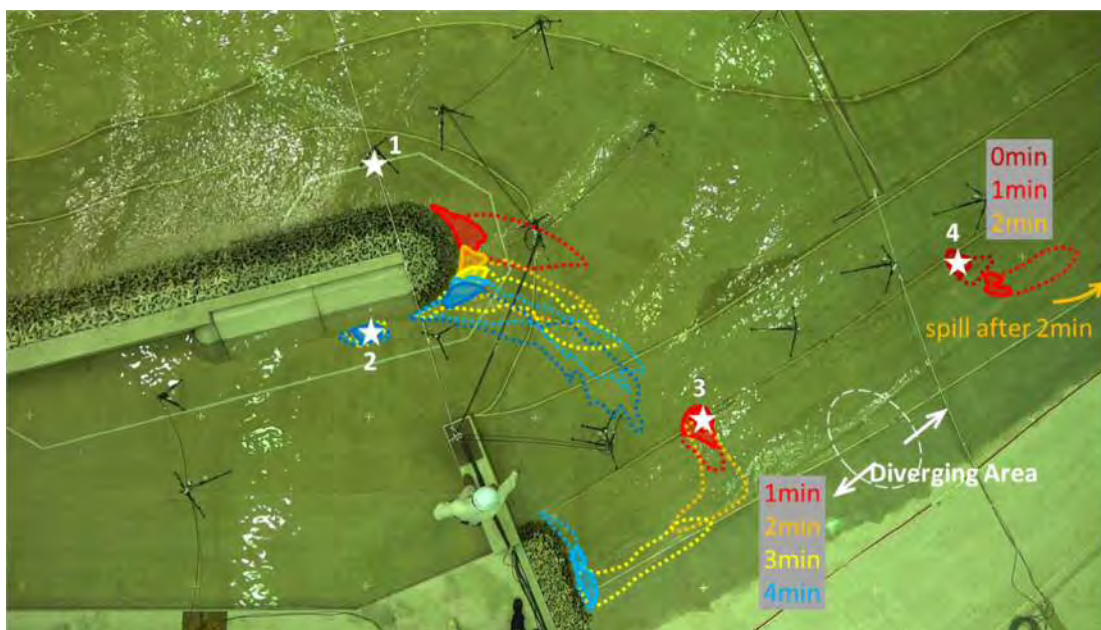 1
0min
1min
2min
4
spill after 2min
2
3
Diverging Area
1min
2min
3min
4min